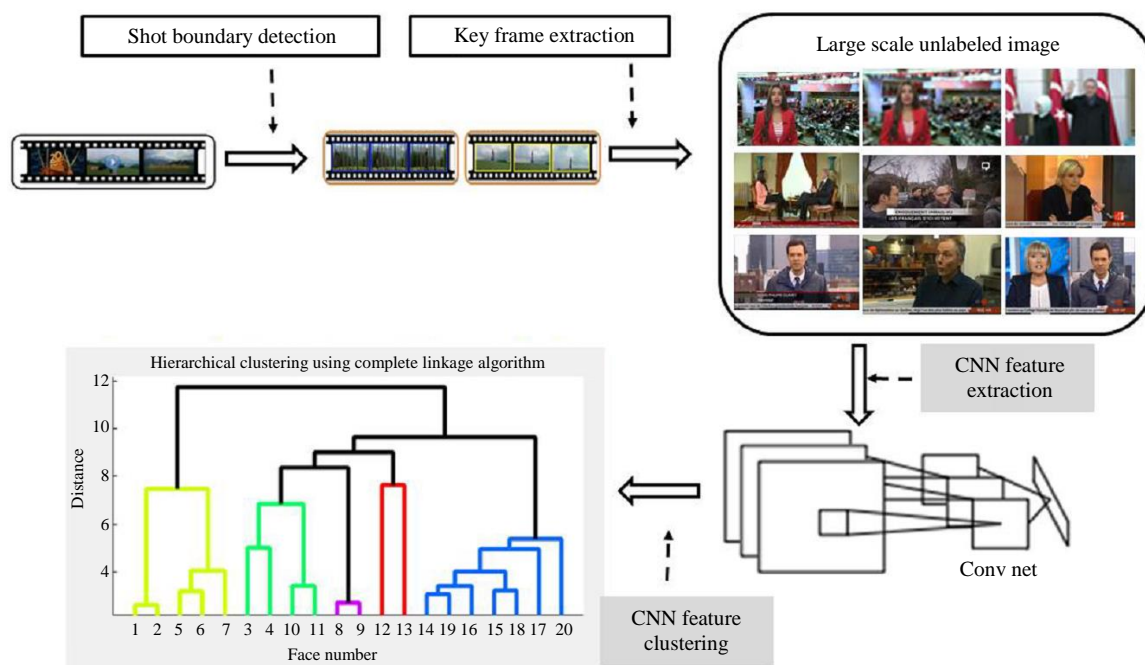 Shot boundary detection
Key frame extraction
Large scale unlabeled image
CNN feature
extraction
Conv net
CNN feature
clustering
Hierarchical clustering using complete linkage algorithm
12
10
8
6
4
Distance
1 2 5 6 7 3 4 10 11 8 9 12 13 14 19 16 15 18 17 20
Face number